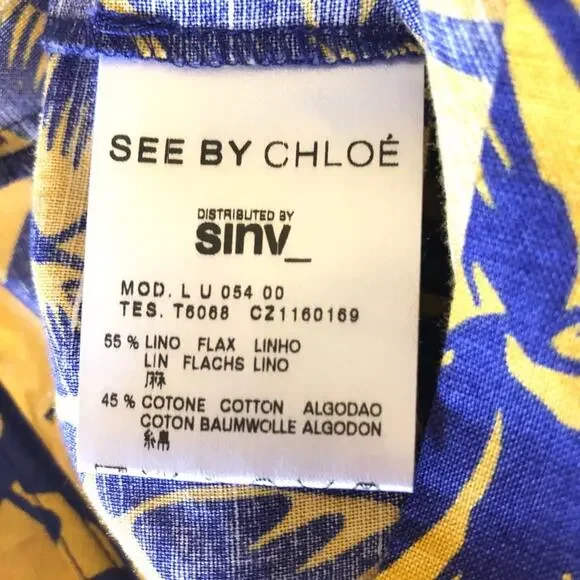 SEE BY CHLOÉ
DISTRIBUTED BY
sinv_
MOD. L U 054 00
TES. T6068 CZ1160169
55 % LINO FLAX LINHO
LIN FLACHS LINO
麻
45 % COTONE COTTON ALGODAO
COTON BAUMWOLLE ALGODON